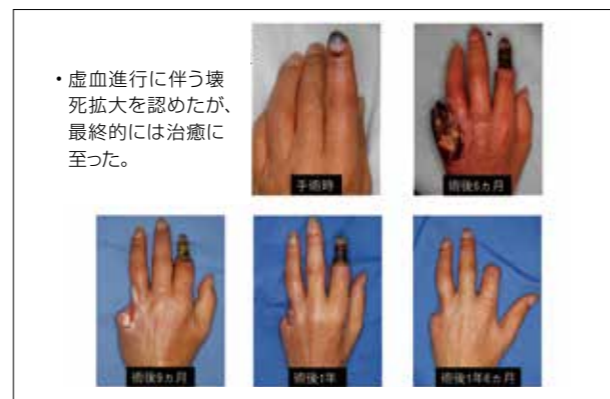 ・虚血進行に伴う壊
死拡大を認めたが、
最終的には治癒に
至った。
手術時
術後6ヵ月
術後9ヵ月
術後1年
術後1年6ヵ月